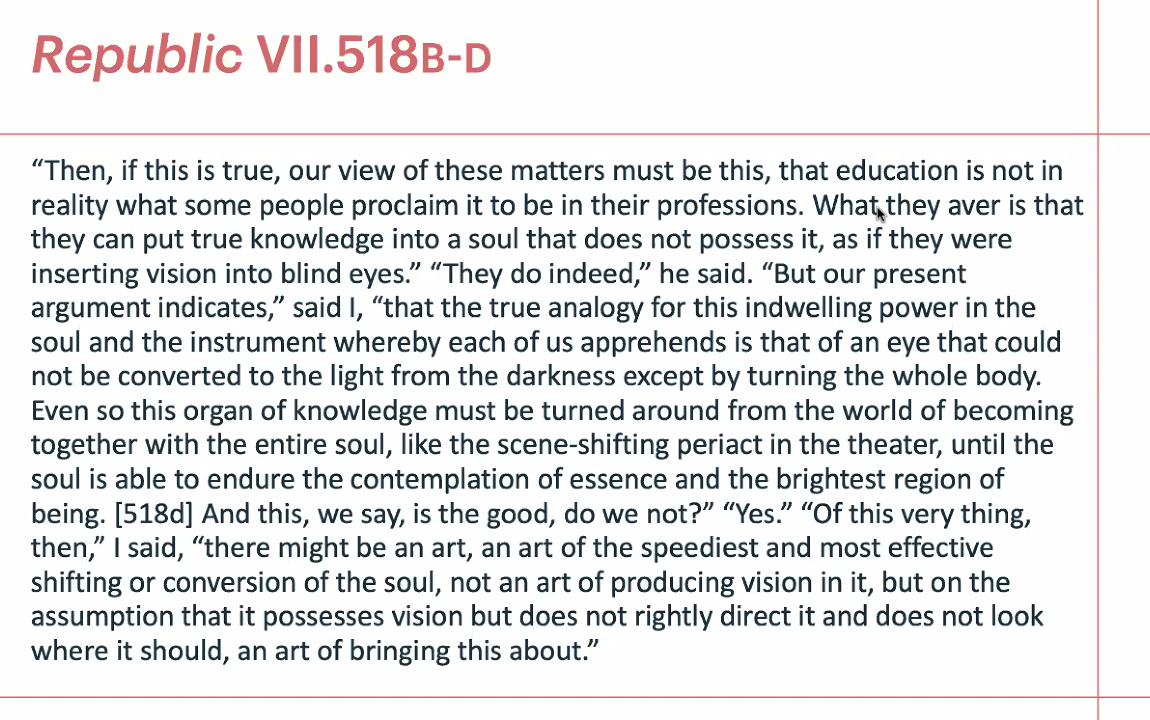 Republic VII.518B-D
“Then, if this is true, our view of these matters must be this, that education is not in
reality what some people proclaim it to be in their professions. What they aver is that
they can put true knowledge into a soul that does not possess it, as if they were
inserting vision into blind eyes.” “They do indeed,” he said. “But our present
argument indicates,” said I, “that the true analogy for this indwelling power in the
soul and the instrument whereby each of us apprehends is that of an eye that could
not be converted to the light from the darkness except by turning the whole body.
Even so this organ of knowledge must be turned around from the world of becoming
together with the entire soul, like the scene-shifting periact in the theater, until the
soul is able to endure the contemplation of essence and the brightest region of
being. [518d] And this, we say, is the good, do we not?” “Yes.” “Of this very thing,
then,” I said, “there might be an art, an art of the speediest and most effective
shifting or conversion of the soul, not an art of producing vision in it, but on the
assumption that it possesses vision but does not rightly direct it and does not look
where it should, an art of bringing this about.”